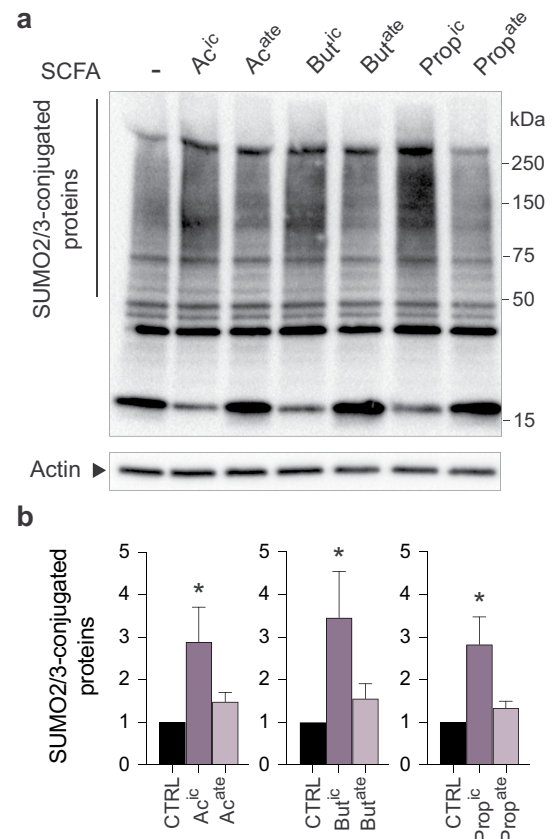 a
SCFA - Ac^ic Ac^ate But^ic But^ate Prop^ic Prop^ate
kDa
SUMO2/3-conjugated
proteins
250
150
75
50
15
Actin
b
SUMO2/3-conjugated
proteins
5 5 5
4 4 4
3 3 3
2 2 2
1 1 1
0 0 0
* * *
CTRL Ac^ic Ac^ate CTRL But^ic But^ate CTRL Prop^ic Prop^ate